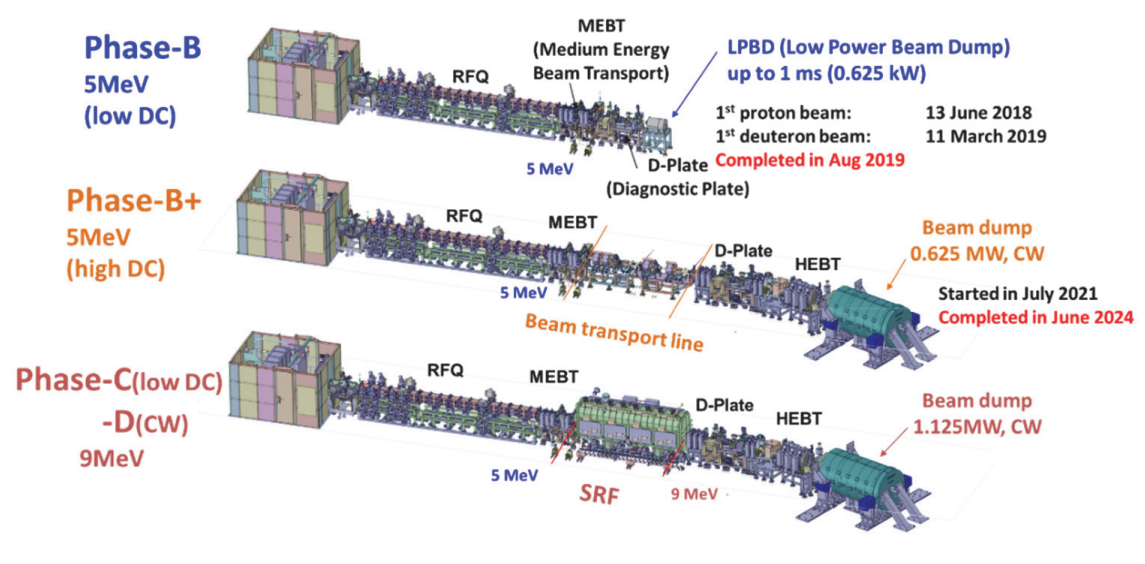 Phase-B
5MeV
(low DC)
RFQ
MEBT
(Medium Energy
Beam Transport)
LPBD (Low Power Beam Dump)
up to 1 ms (0.625 kW)
1st proton beam: 13 June 2018
1st deuteron beam: 11 March 2019
Completed in Aug 2019
5 MeV
D-Plate
(Diagnostic Plate)
Phase-B+
5MeV
(high DC)
RFQ
MEBT
D-Plate
HEBT
Beam dump
0.625 MW, CW
5 MeV
Beam transport line
Started in July 2021
Completed in June 2024
Phase-C(low DC)
-D(CW)
9MeV
RFQ
MEBT
D-Plate
HEBT
Beam dump
1.125MW, CW
5 MeV
SRF
9 MeV